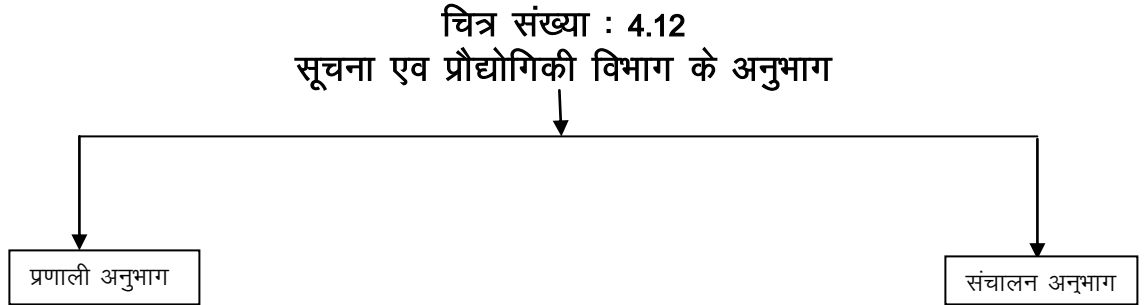 चित्र संख्या : 4.12
सूचना एव प्रौद्योगिकी विभाग के अनुभाग
प्रणाली अनुभाग
संचालन अनुभाग